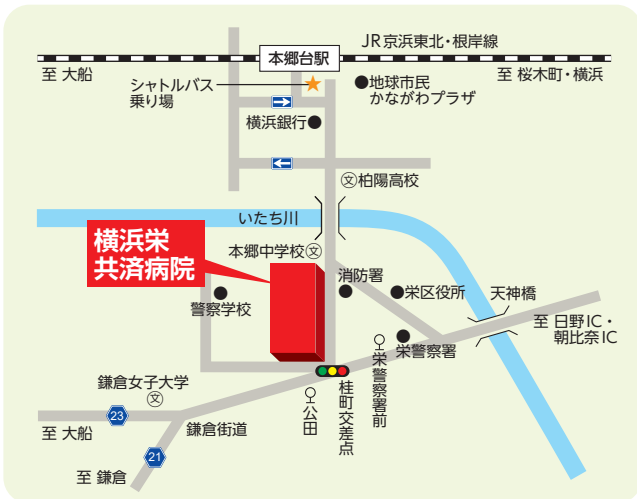 JR京浜東北・根岸線
本郷台駅
至 大船
至 桜木町・横浜
シャトルバス
乗り場
地球市民
かながわプラザ
横浜銀行
文柏陽高校
いたち川
横浜栄
共済病院
本郷中学校文
消防署
栄区役所
天神橋
警察学校
至 日野IC・
朝比奈IC
栄警察署
栄警察署前
鎌倉女子大学
文
公田
桂町交差点
23
鎌倉街道
至 大船
21
至 鎌倉